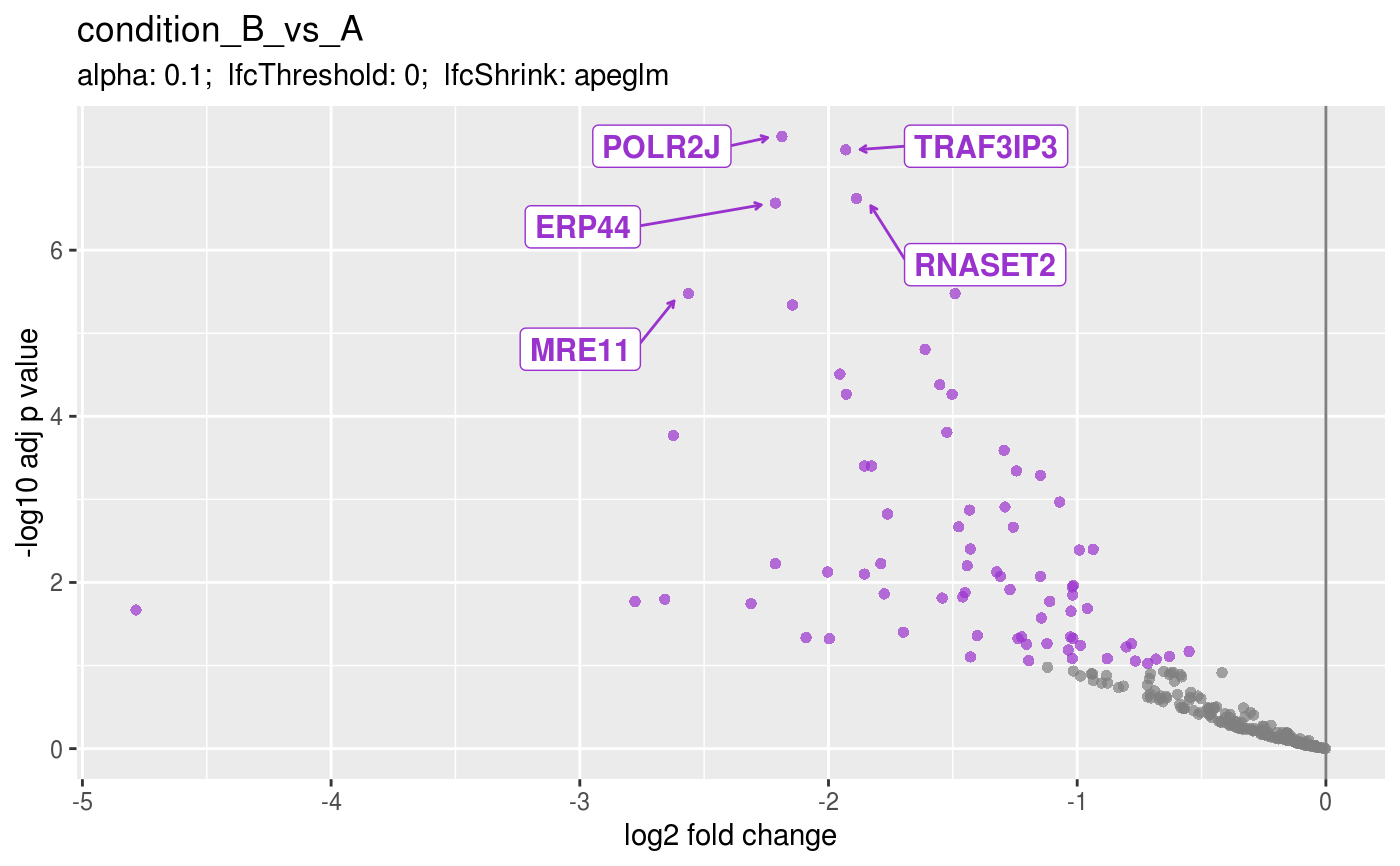 condition_B_vs_A
alpha: 0.1;  lfcThreshold: 0;  lfcShrink: apeglm
POLR2J
TRAF3IP3
ERP44
RNASET2
MRE11
-log10 adj p value
6
4
2
0
-5
-4
-3
-2
-1
0
log2 fold change